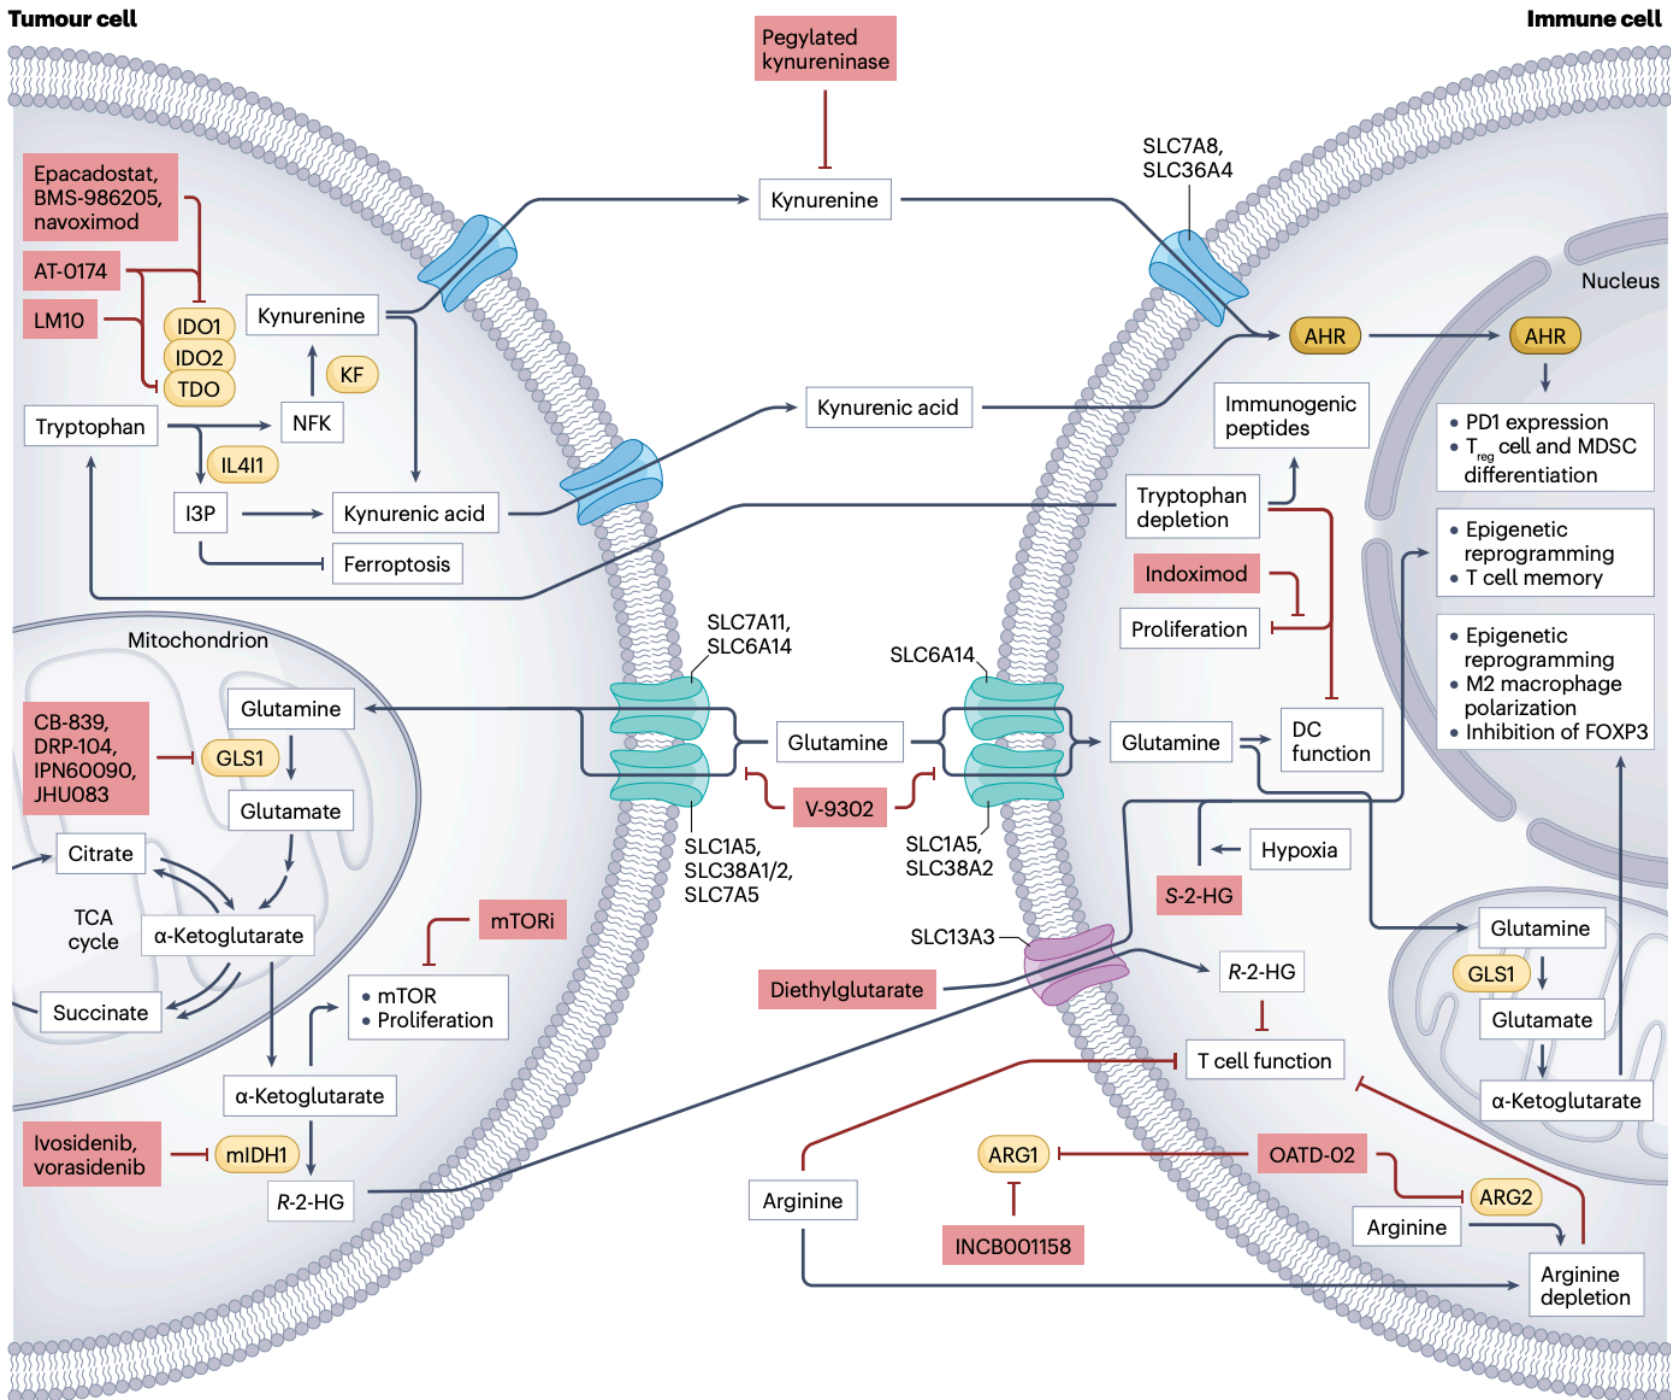 Tumour cell
Immune cell
Pegylated
kynureninase
SLC7A8,
SLC36A4
Epacadostat,
BMS-986205,
navoximod
Kynurenine
AT-0174
Nucleus
LM10
IDO1
IDO2
TDO
Kynurenine
KF
AHR
AHR
Tryptophan
NFK
Kynurenic acid
Immunogenic
peptides
• PD1 expression
• Treg cell and MDSC
differentiation
IL4I1
I3P
Kynurenic acid
Tryptophan
depletion
Ferroptosis
Indoximod
• Epigenetic
reprogramming
• T cell memory
Proliferation
Mitochondrion
SLC7A11,
SLC6A14
SLC6A14
• Epigenetic
reprogramming
• M2 macrophage
polarization
• Inhibition of FOXP3
Glutamine
CB-839,
DRP-104,
IPN60090,
JHU083
GLS1
Glutamine
Glutamine
DC
function
Glutamate
V-9302
Citrate
SLC1A5,
SLC38A1/2,
SLC7A5
SLC1A5,
SLC38A2
Hypoxia
S-2-HG
TCA
cycle
α-Ketoglutarate
mTORi
SLC13A3
Glutamine
GLS1
Diethylglutarate
R-2-HG
Succinate
• mTOR
• Proliferation
Glutamate
T cell function
α-Ketoglutarate
α-Ketoglutarate
Ivosidenib,
vorasidenib
mIDH1
ARG1
OATD-02
R-2-HG
Arginine
ARG2
Arginine
INCB001158
Arginine
depletion